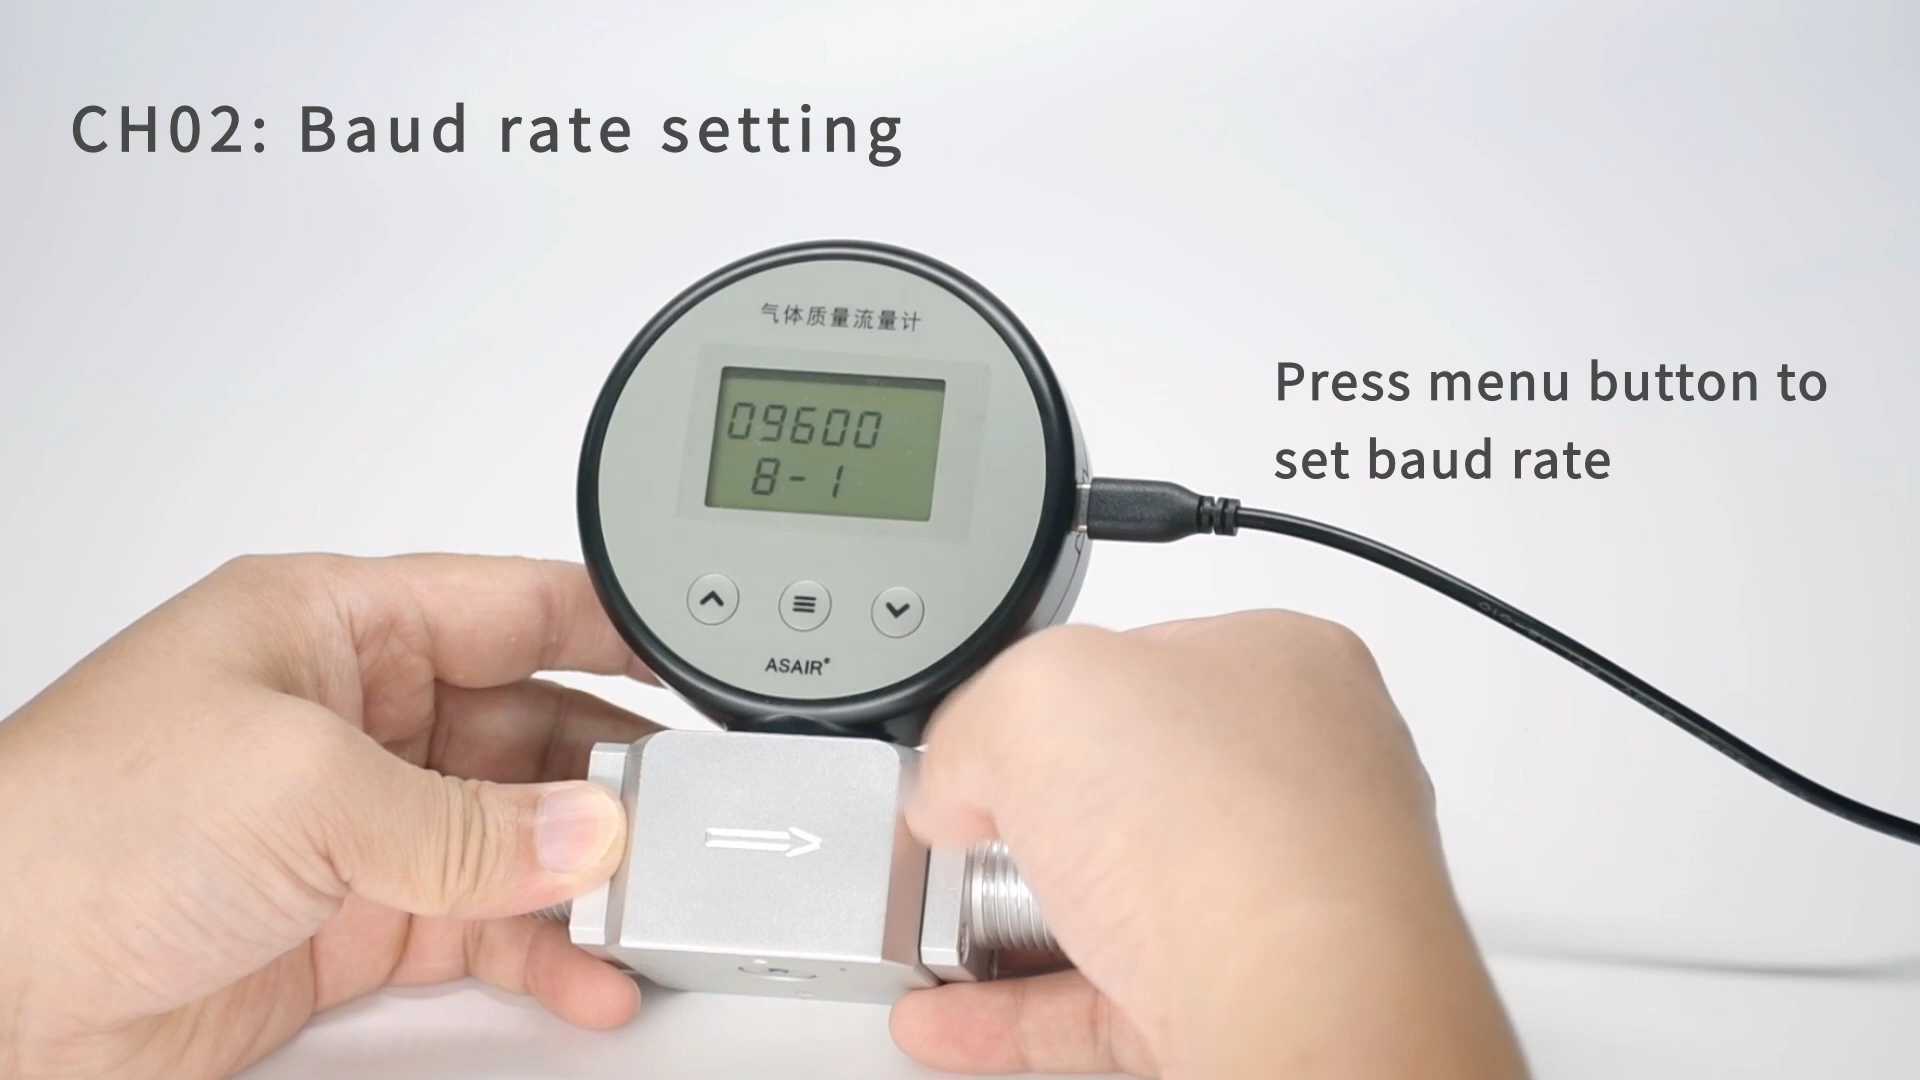 CH02: Baud rate setting
气体质量流量计
09600
8-1
Press menu button to
set baud rate
ASAIR®